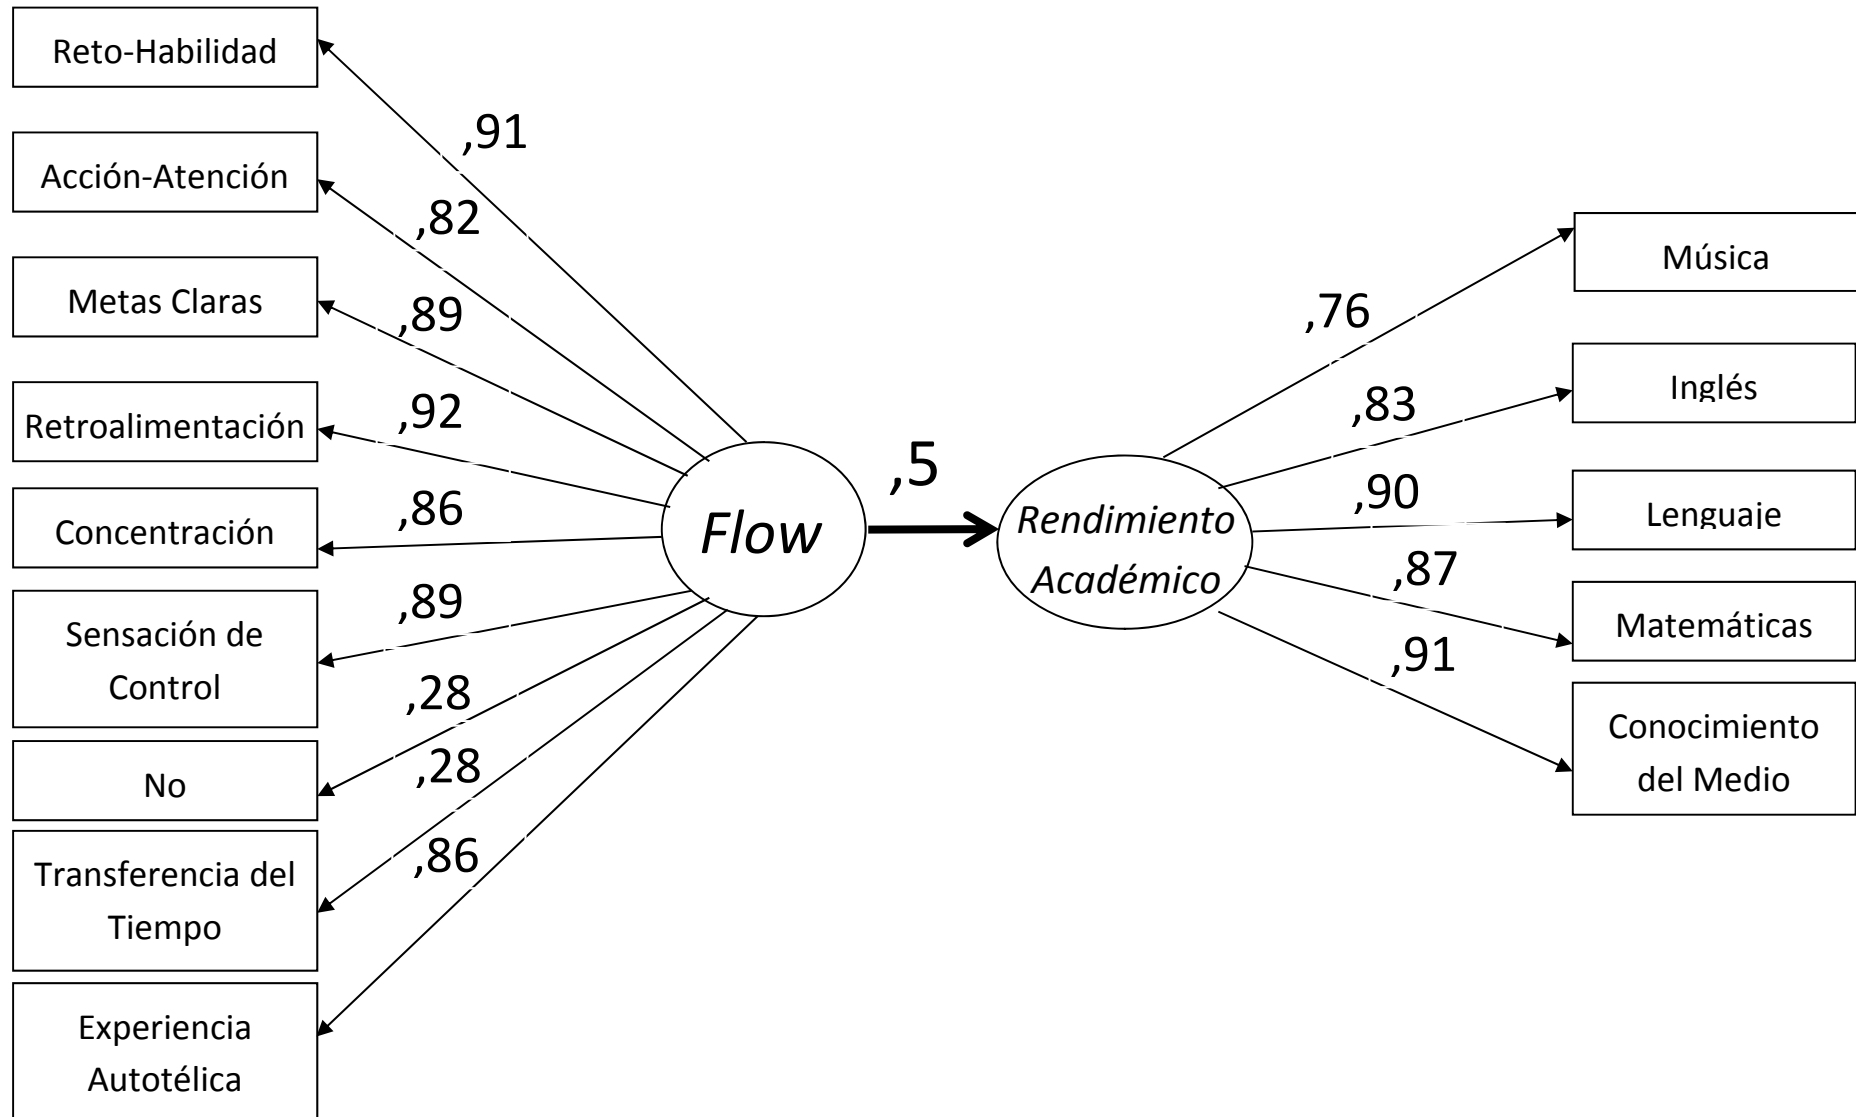 Reto-Habilidad
Acción-Atención
Metas Claras
Retroalimentación
Concentración
Sensación de
Control
No
Transferencia del
Tiempo
Experiencia
Autotélica
,91
,82
,89
,92
,86
,89
,28
,28
,86
Flow
,5
Rendimiento
Académico
,76
,83
,90
,87
,91
Música
Inglés
Lenguaje
Matemáticas
Conocimiento
del Medio